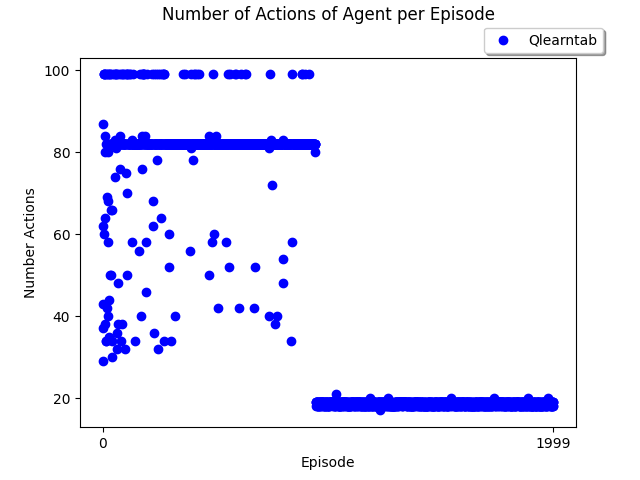 Number of Actions of Agent per Episode
Qlearntab
100
80
60
40
20
Number Actions
0
1999
Episode